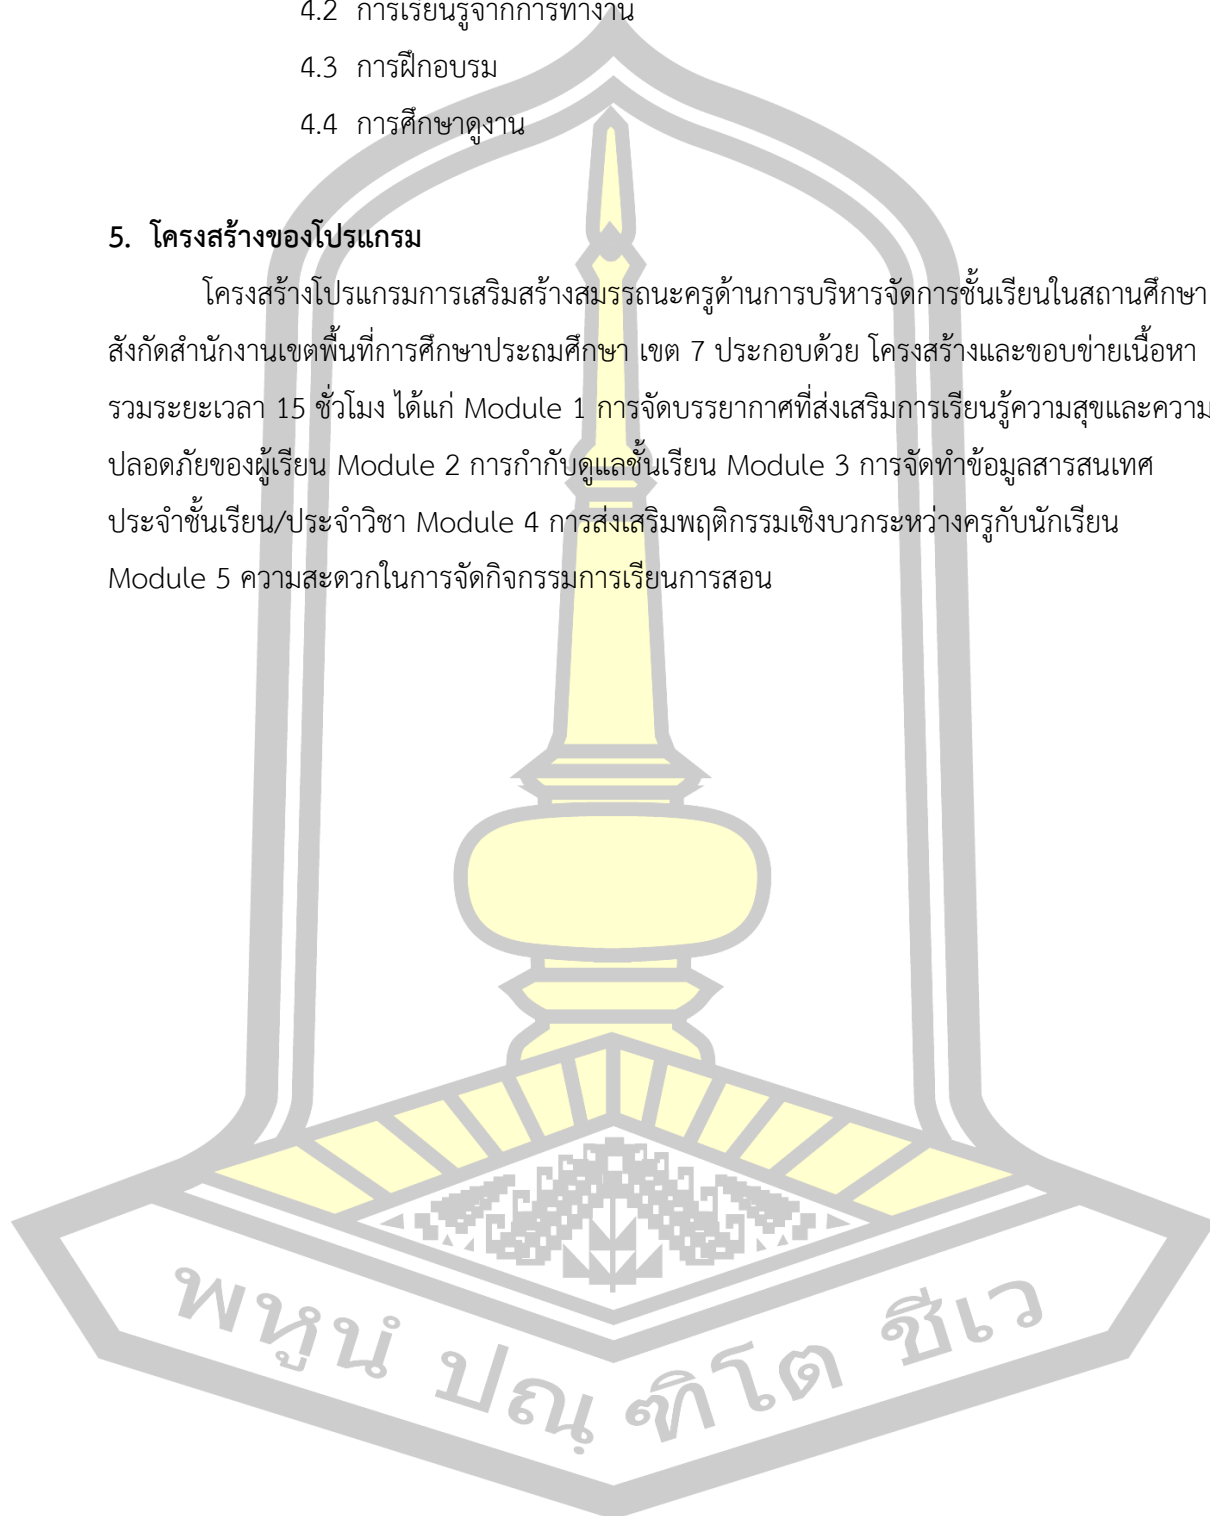 4.2 การเรียนรู้จากการทำงาน
4.3 การฝึกอบรม
4.4 การศึกษาดูงาน
5. โครงสร้างของโปรแกรม
โครงสร้างโปรแกรมการเสริมสร้างสมรรถนะครูด้านการบริหารจัดการชั้นเรียนในสถานศึกษา
สังกัดสำนักงานเขตพื้นที่การศึกษาประถมศึกษา เขต 7 ประกอบด้วย โครงสร้างและขอบข่ายเนื้อหา
รวมระยะเวลา 15 ชั่วโมง ได้แก่ Module 1 การจัดบรรยากาศที่ส่งเสริมการเรียนรู้ความสุขและความ
ปลอดภัยของผู้เรียน Module 2 การกำกับดูแลชั้นเรียน Module 3 การจัดทำข้อมูลสารสนเทศ
ประจำชั้นเรียน/ประจำวิชา Module 4 การส่งเสริมพฤติกรรมเชิงบวกระหว่างครูกับนักเรียน
Module 5 ความสะดวกในการจัดกิจกรรมการเรียนการสอน
พหูนํ ปณฺฑิโต ชีเว